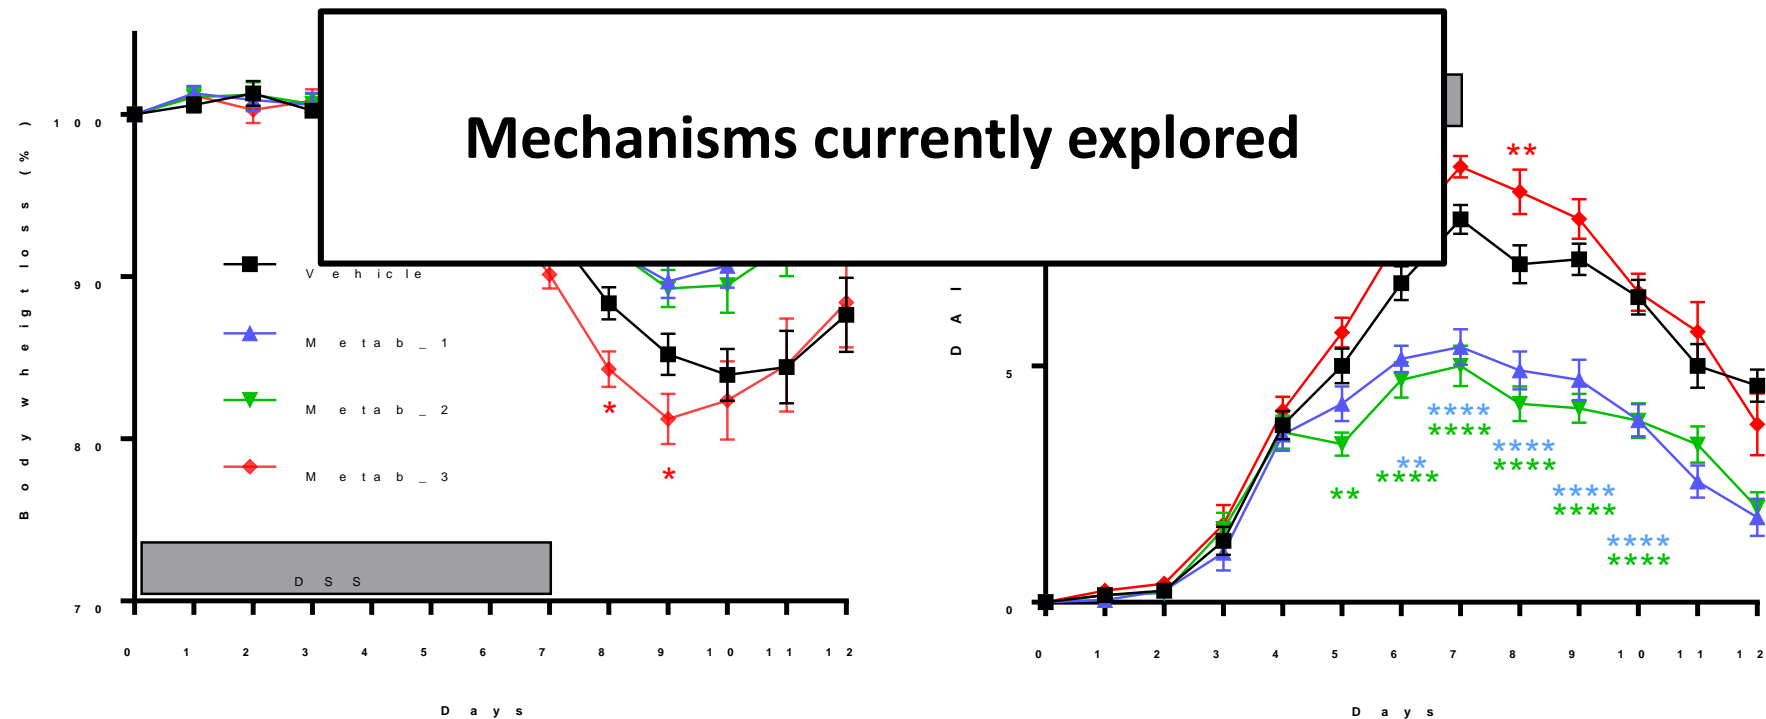 Mechanisms currently explored
Body wheight loss (%)
100
90
80
70
Vehicle
Metab_1
Metab_2
Metab_3
*
*
DSS
0 1 2 3 4 5 6 7 8 9 10 11 12
Days
DAI
5
0
**
**
**
****
****
****
****
****
****
****
****
****
0 1 2 3 4 5 6 7 8 9 10 11 12
Days